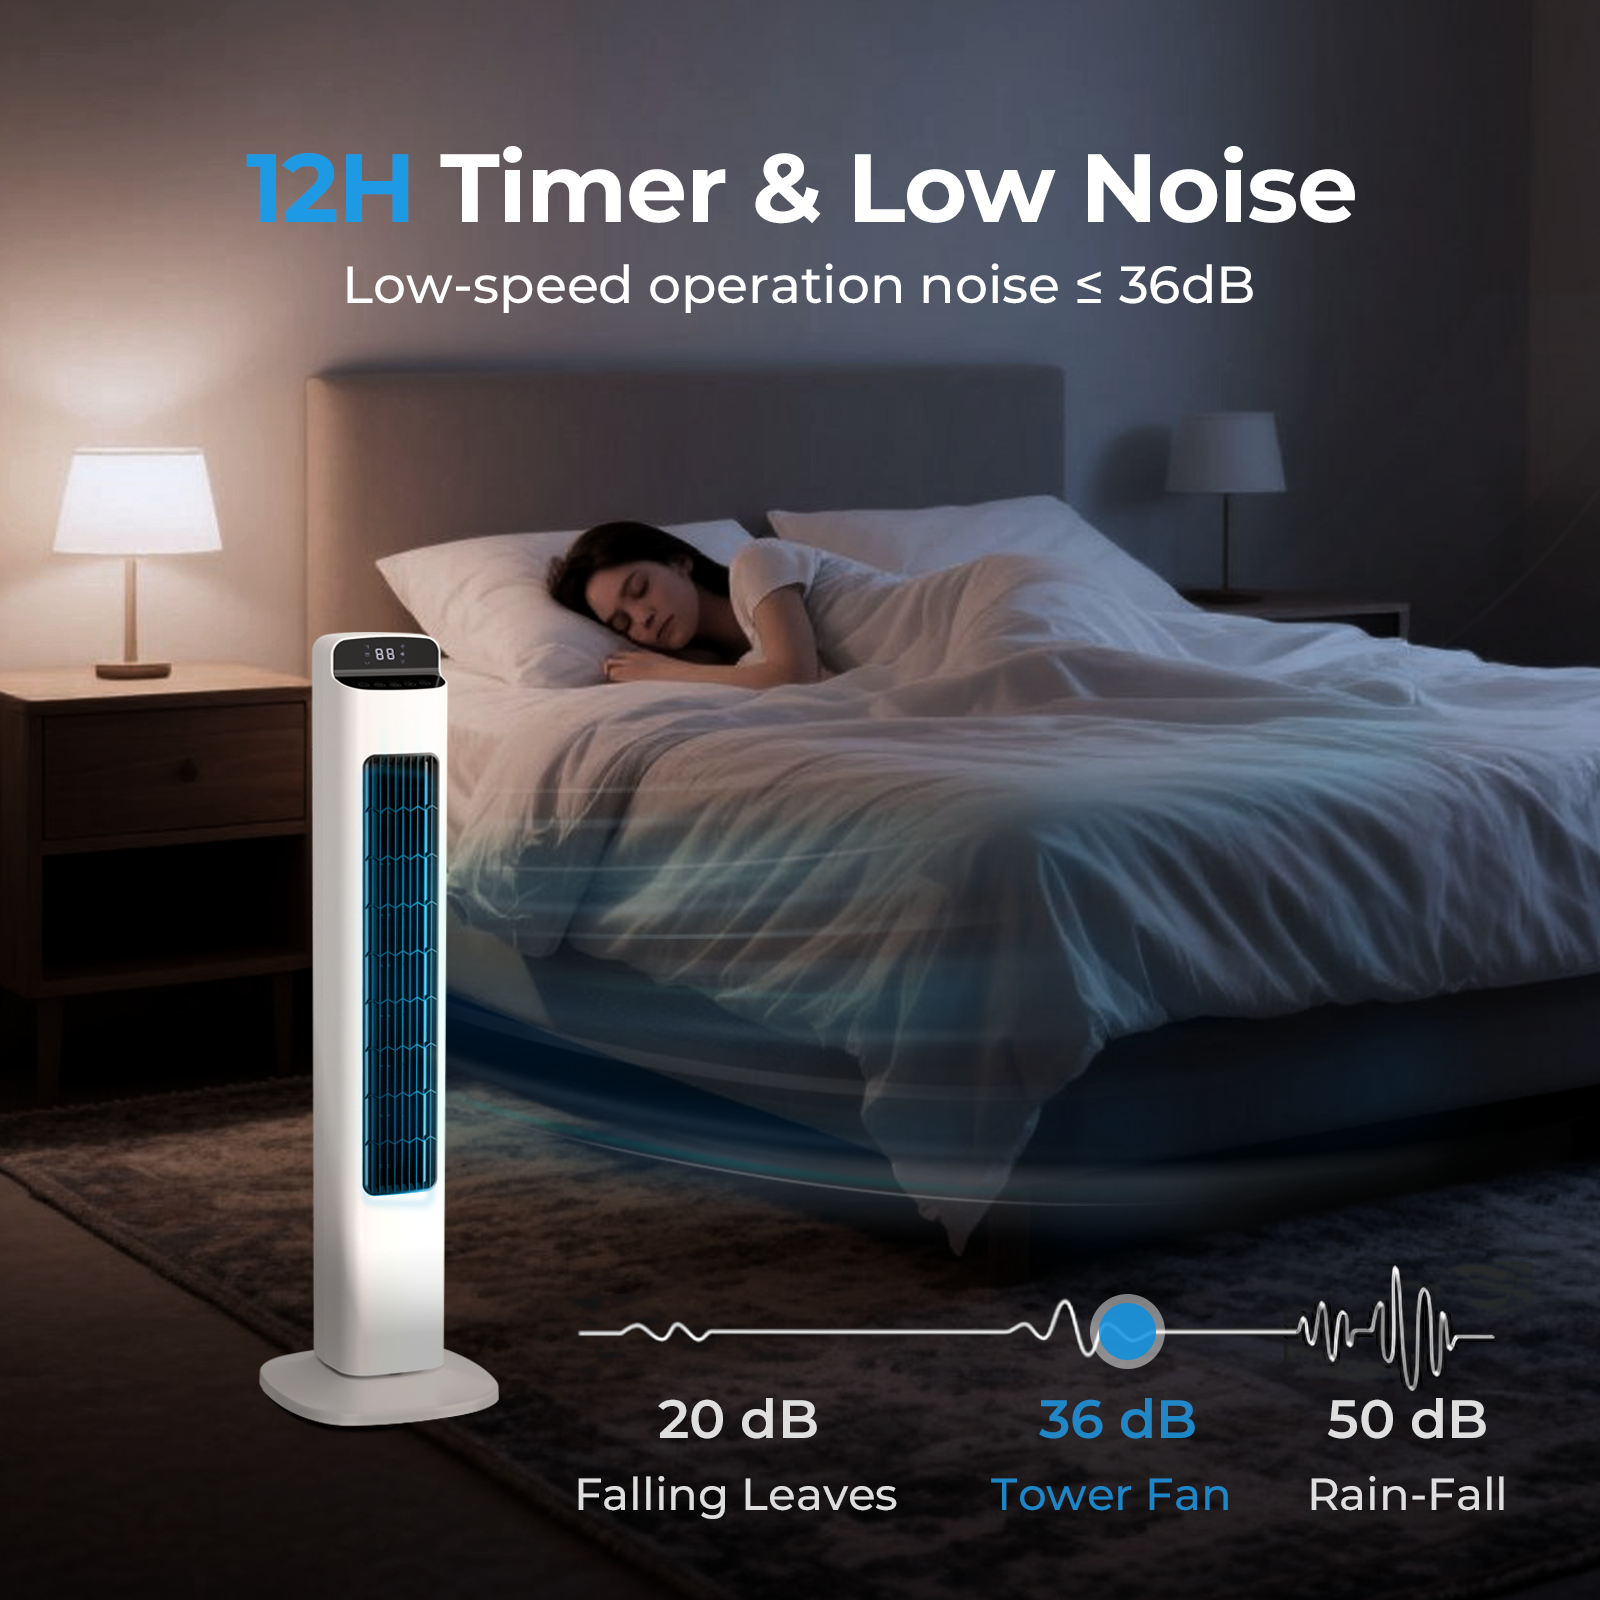 12H Timer & Low Noise
Low-speed operation noise ≤ 36dB
88
20 dB
36 dB
50 dB
Falling Leaves
Tower Fan
Rain-Fall